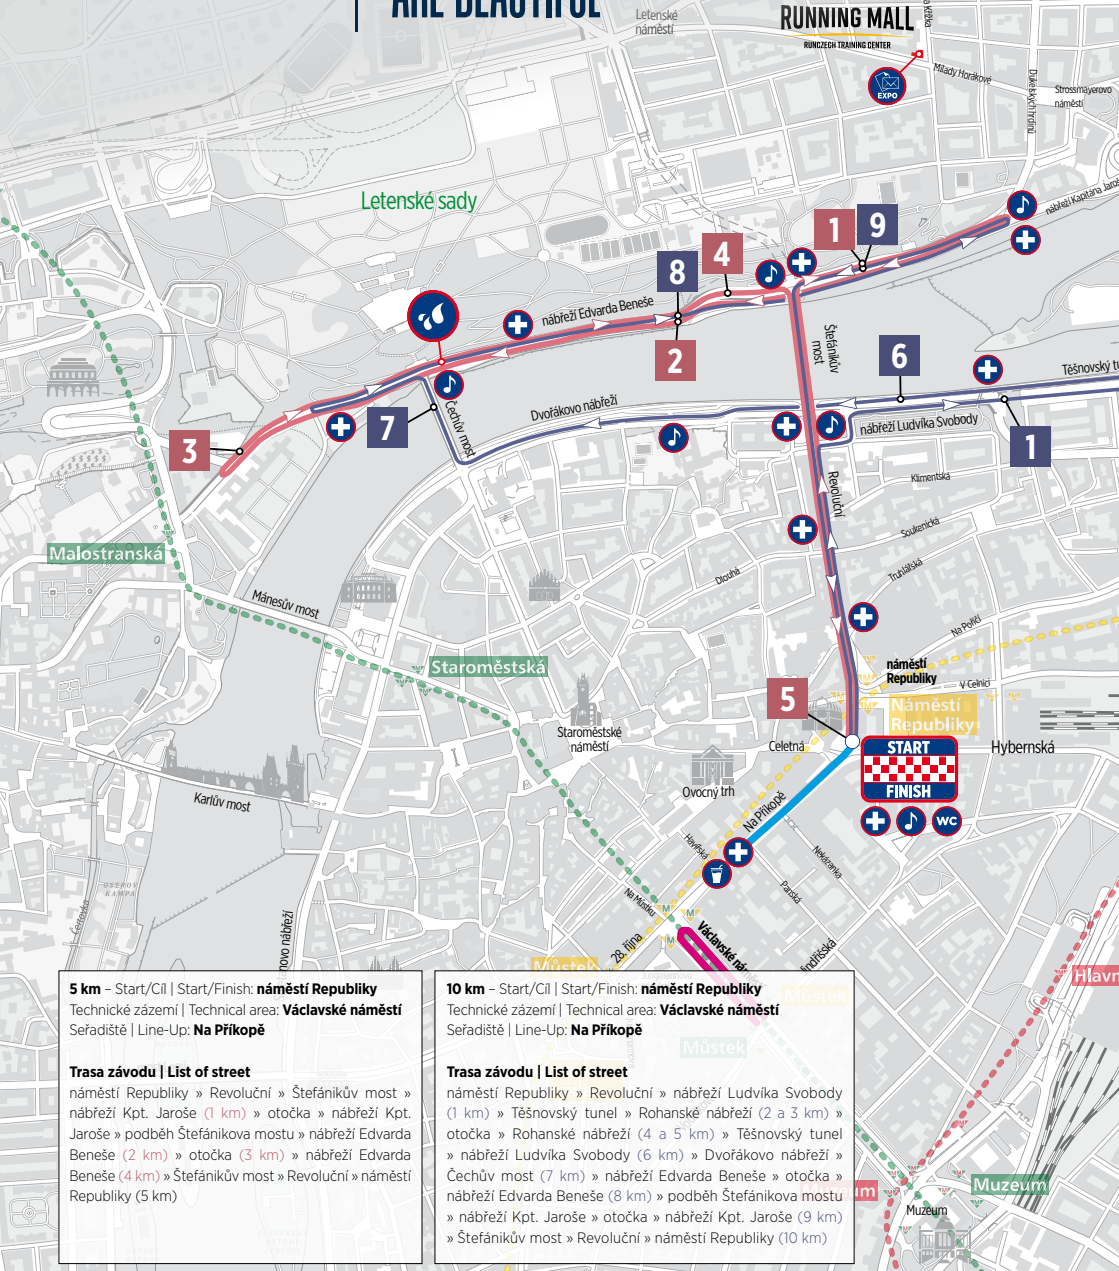 ARE BEAUTIFUL
Letenské
náměstí
RUNNING MALL
RUNCZECH TRAINING CENTER
EXPO
Milady Horákové
Dukelských hrdinů
Strossmayerovo
náměstí
Letenské sady
nábřeží Kapitána Jaroš
1
9
4
8
nábřeží Edvarda Beneše
2
Štefánikův
most
6
Těšnovský tu
7
Čechův most
Dvořákovo nábřeží
nábřeží Ludvíka Svobody
1
3
Revoluční
Klimentská
Soukenická
Malostranská
Dlouhá
Truhlářská
Mánesův most
Na Poříčí
Staroměstská
náměstí
Republiky
V Celnici
5
Náměstí
Republiky
Staroměstské
náměstí
Celetná
START
FINISH
Hybernská
WC
Karlův most
Ovocný trh
Na Příkopě
Havířská
Nekázanka
Panská
OSTROV
KAMPA
Čertovka
Na Můstku
M
M
M
28. října
Václavské nám
Jindřišská
novo nábřeží
Můstek
Můstek
Můstek
Hlavn
5 km – Start/Cíl | Start/Finish: náměstí Republiky
Technické zázemí | Technical area: Václavské náměstí
Seřadiště | Line-Up: Na Příkopě
Trasa závodu | List of street
náměstí Republiky » Revoluční » Štefánikův most »
nábřeží Kpt. Jaroše (1 km) » otočka » nábřeží Kpt.
Jaroše » podběh Štefánikova mostu » nábřeží Edvarda
Beneše (2 km) » otočka (3 km) » nábřeží Edvarda
Beneše (4 km) » Štefánikův most » Revoluční » náměstí
Republiky (5 km)
10 km – Start/Cíl | Start/Finish: náměstí Republiky
Technické zázemí | Technical area: Václavské náměstí
Seřadiště | Line-Up: Na Příkopě
Trasa závodu | List of street
náměstí Republiky » Revoluční » nábřeží Ludvíka Svobody
(1 km) » Těšnovský tunel » Rohanské nábřeží (2 a 3 km) »
otočka » Rohanské nábřeží (4 a 5 km) » Těšnovský tunel
» nábřeží Ludvíka Svobody (6 km) » Dvořákovo nábřeží »
Čechův most (7 km) » nábřeží Edvarda Beneše » otočka »
nábřeží Edvarda Beneše (8 km) » podběh Štefánikova mostu
» nábřeží Kpt. Jaroše » otočka » nábřeží Kpt. Jaroše (9 km)
» Štefánikův most » Revoluční » náměstí Republiky (10 km)
um
Muzeum
Muzeum